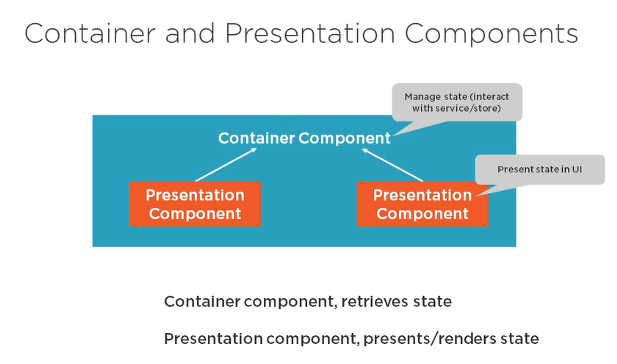 Container and Presentation Components
Manage state (interact
with service/store)
Container Component
Present state in UI
Presentation
Component
Presentation
Component
Container component, retrieves state
Presentation component, presents/renders state